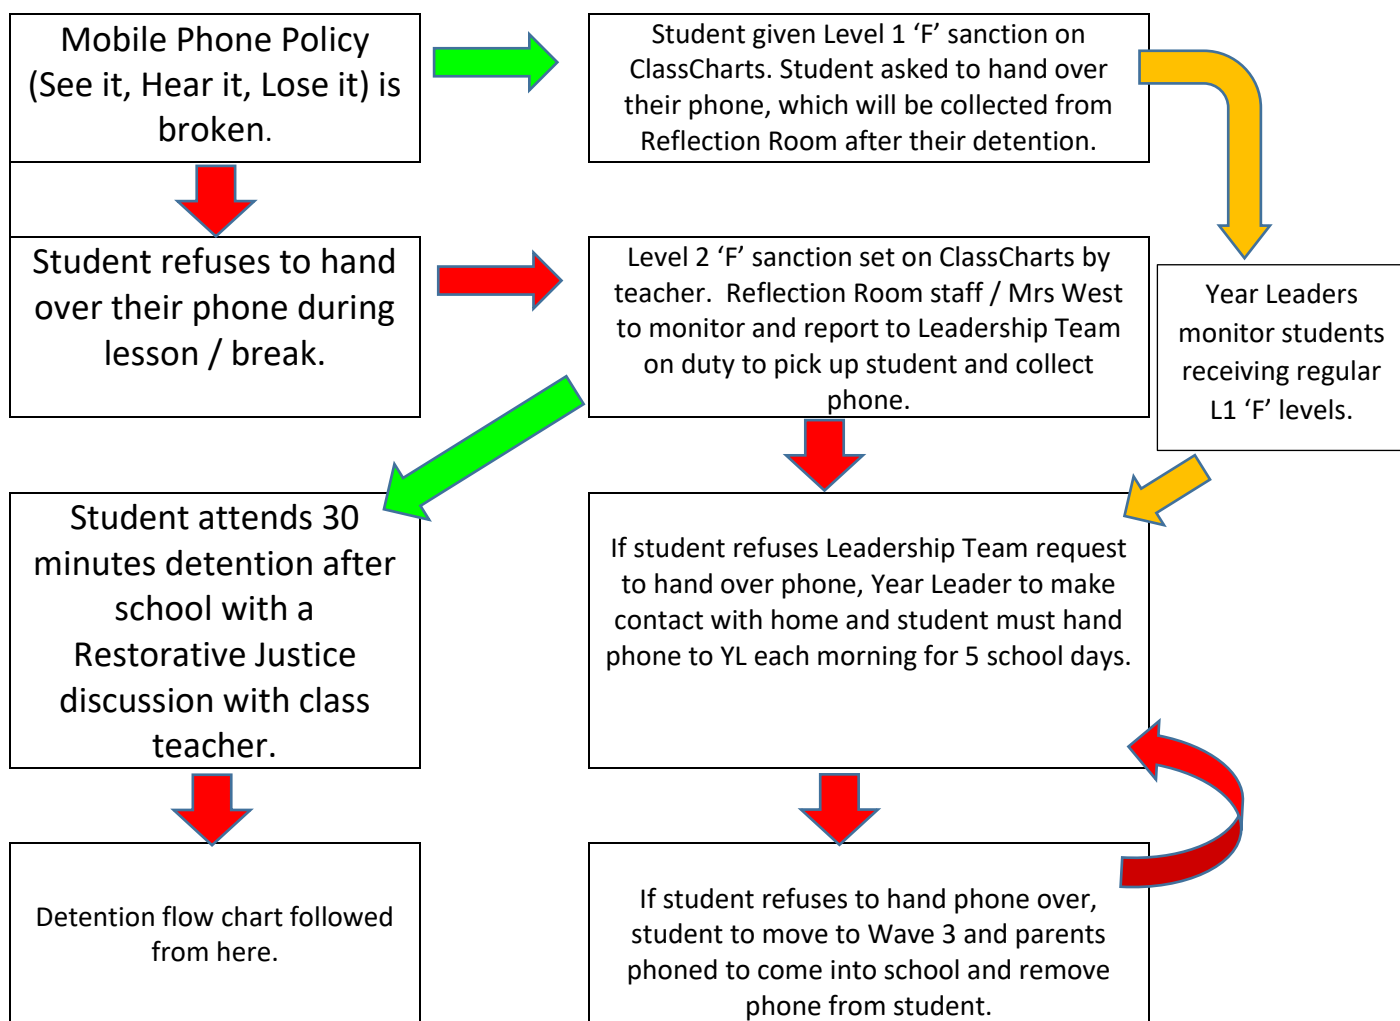 Mobile Phone Policy
(See it, Hear it, Lose it) is
broken.
Student given Level 1 ‘F’ sanction on
ClassCharts. Student asked to hand over
their phone, which will be collected from
Reflection Room after their detention.
Student refuses to hand
over their phone during
lesson / break.
Level 2 ‘F’ sanction set on ClassCharts by
teacher.  Reflection Room staff / Mrs West
to monitor and report to Leadership Team
on duty to pick up student and collect
phone.
Year Leaders
monitor students
receiving regular
L1 ‘F’ levels.
Student attends 30
minutes detention after
school with a
Restorative Justice
discussion with class
teacher.
If student refuses Leadership Team request
to hand over phone, Year Leader to make
contact with home and student must hand
phone to YL each morning for 5 school days.
Detention flow chart followed
from here.
If student refuses to hand phone over,
student to move to Wave 3 and parents
phoned to come into school and remove
phone from student.